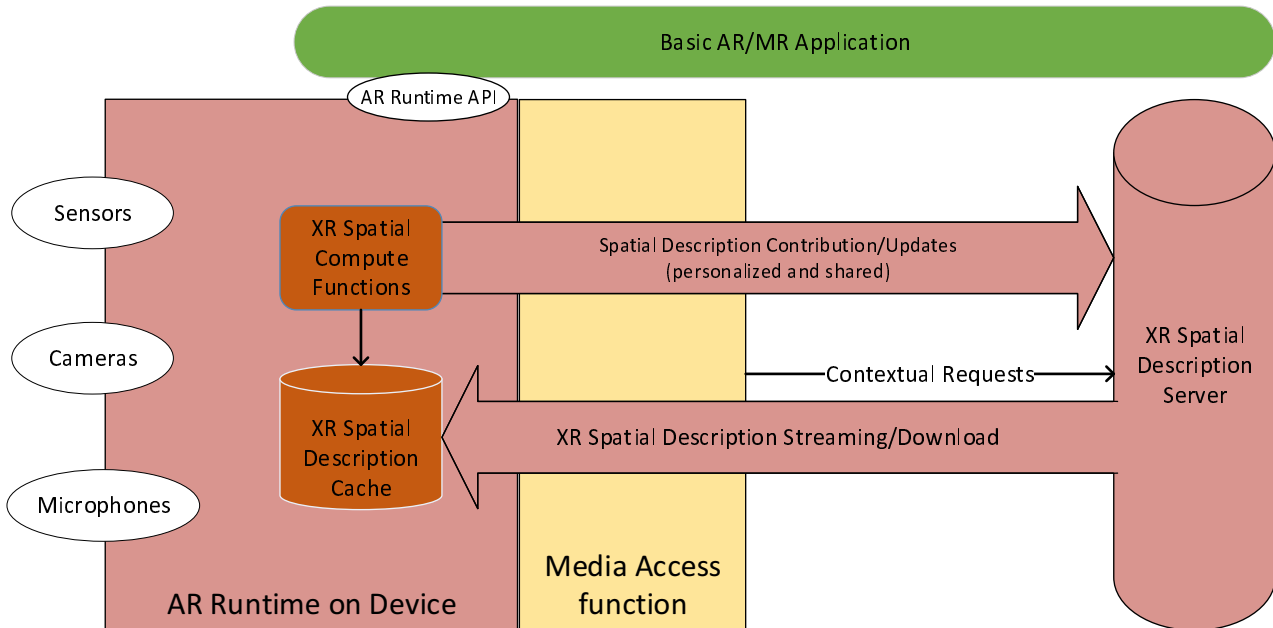 Basic AR/MR Application
AR Runtime API
Sensors
XR Spatial
Compute
Functions
Spatial Description Contribution/Updates
(personalized and shared)
Cameras
Contextual Requests
XR Spatial
Description
Server
XR Spatial
Description
Cache
XR Spatial Description Streaming/Download
Microphones
AR Runtime on Device
Media Access
function